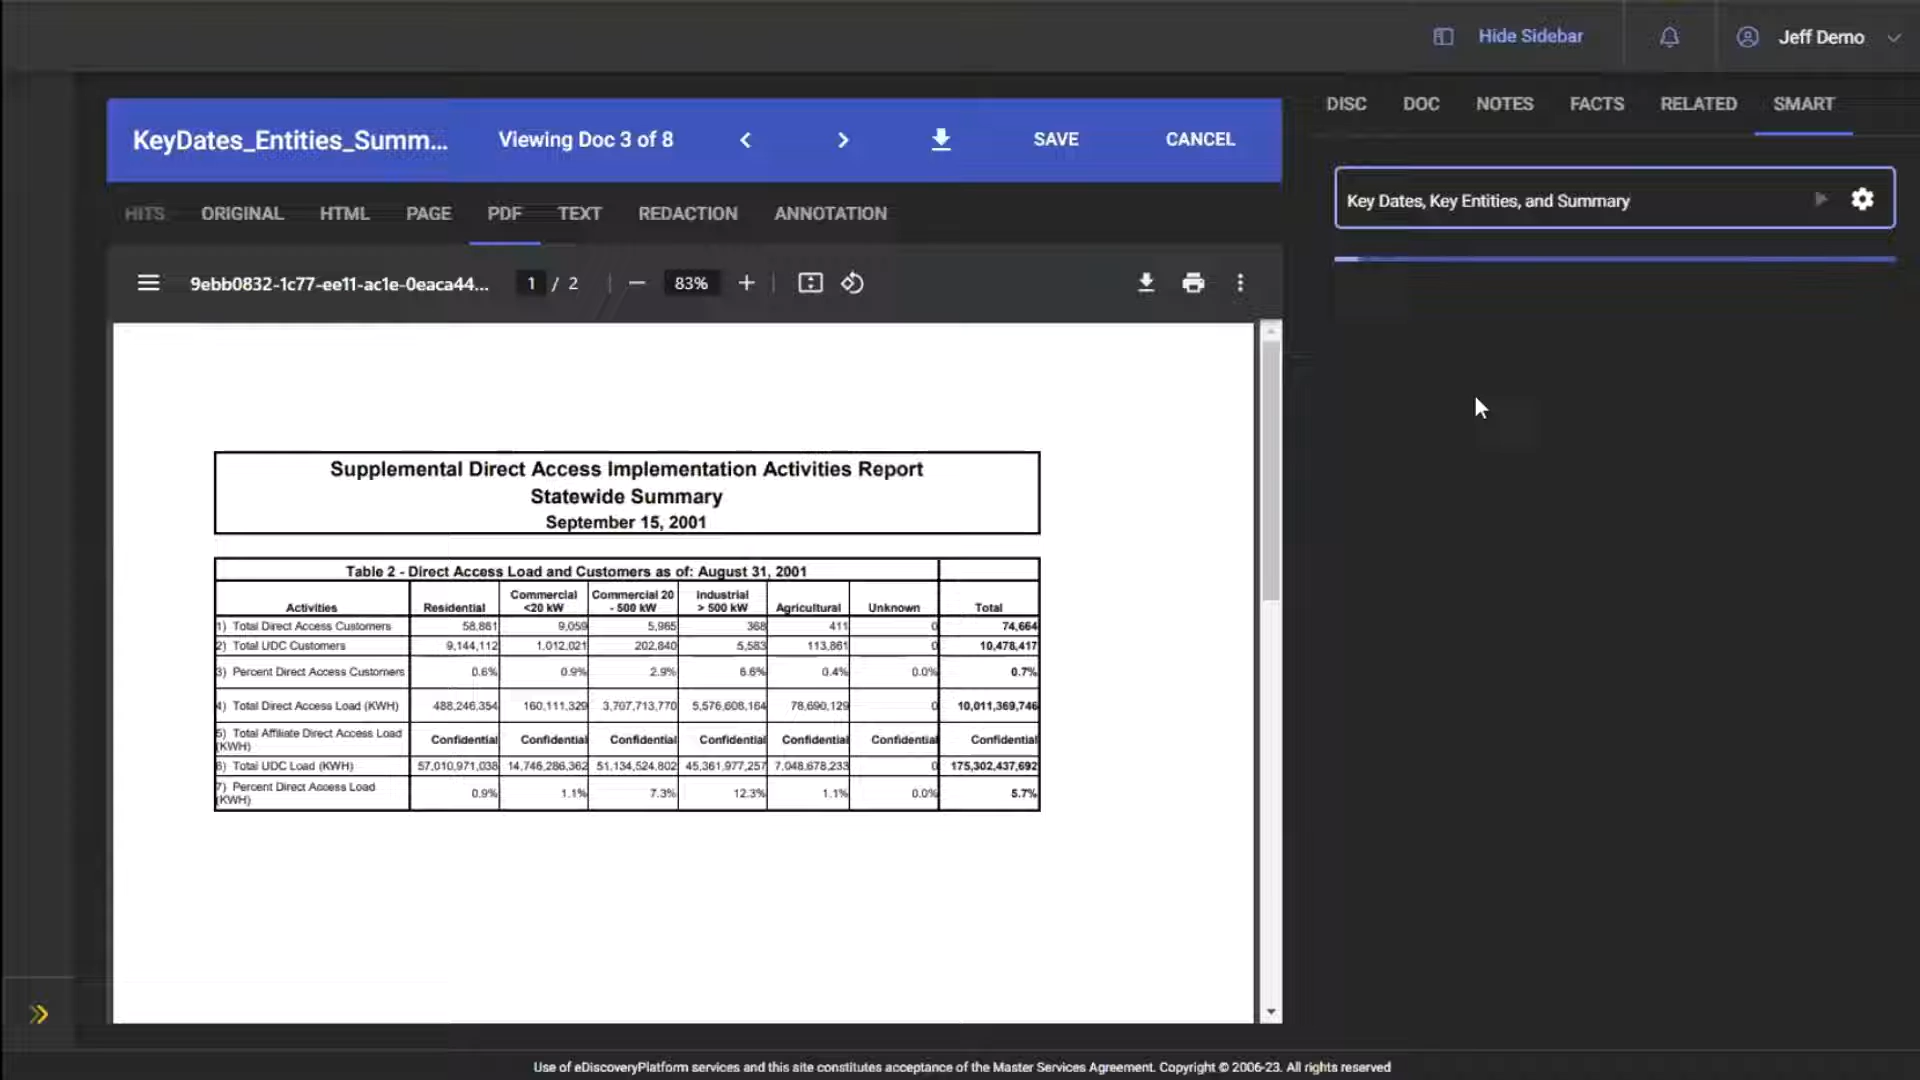 Hide Sidebar
Jeff Demo
KeyDates_Entities_Summ...
Viewing Doc 3 of 8
SAVE
CANCEL
DISC DOC NOTES FACTS RELATED SMART
HITS ORIGINAL HTML PAGE PDF TEXT REDACTION ANNOTATION
Key Dates, Key Entities, and Summary
9ebb0832-1c77-ee11-ac1e-0eaca44...
1 / 2
83%
Supplemental Direct Access Implementation Activities Report
Statewide Summary
September 15, 2001
Table 2 - Direct Access Load and Customers as of: August 31, 2001
Activities Residential Commercial <20 kW Commercial 20 - 500 kW Industrial > 500 kW Agricultural Unknown Total
1) Total Direct Access Customers 58,861 9,059 5,965 368 411 0 74,664
2) Total UDC Customers 9,144,112 1,012,021 202,840 5,583 113,861 0 10,478,417
3) Percent Direct Access Customers 0.6% 0.9% 2.9% 6.6% 0.4% 0.0% 0.7%
4) Total Direct Access Load (KWH) 488,246,354 160,111,329 3,707,713,770 5,576,608,164 78,690,129 0 10,011,369,746
5) Total Affiliate Direct Access Load (KWH) Confidential Confidential Confidential Confidential Confidential Confidential Confidential
6) Total UDC Load (KWH) 57,010,971,038 14,746,286,362 51,134,524,802 45,361,977,257 7,048,678,233 0 175,302,437,692
7) Percent Direct Access Load (KWH) 0.9% 1.1% 7.3% 12.3% 1.1% 0.0% 5.7%
Use of eDiscoveryPlatform services and this site constitutes acceptance of the Master Services Agreement. Copyright © 2006-23. All rights reserved